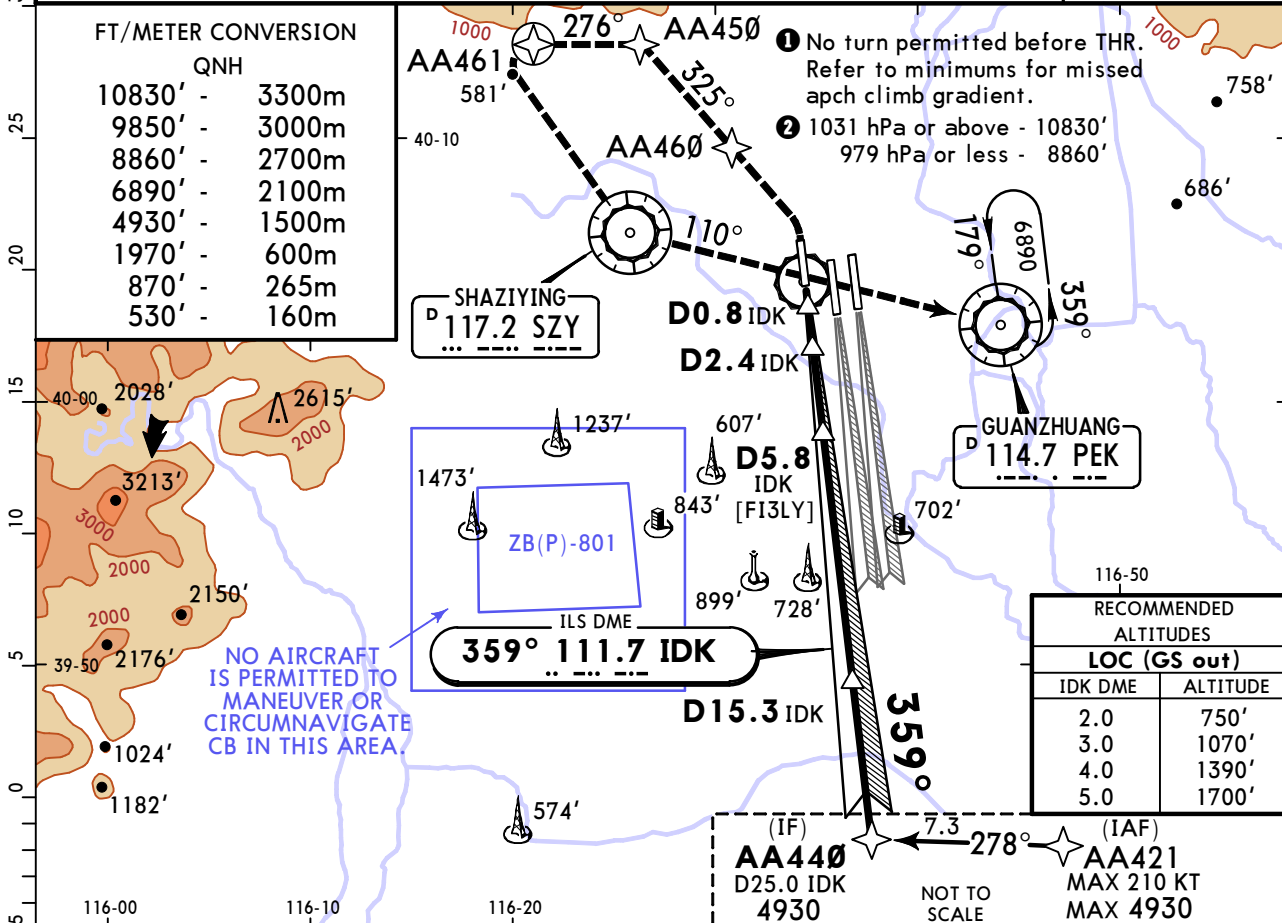 FT/METER CONVERSION
QNH
10830' - 3300m
9850' - 3000m
8860' - 2700m
6890' - 2100m
4930' - 1500m
1970' - 600m
870' - 265m
530' - 160m
25
20
15
10
5
0
5
1000
276°
AA450
AA461
581'
325°
AA460
40-10
1 No turn permitted before THR.
Refer to minimums for missed
apch climb gradient.
2 1031 hPa or above - 10830'
979 hPa or less - 8860'
1000
758'
686'
110°
179°
6890
359°
SHAZIYING
D 117.2 SZY
D0.8 IDK
D2.4 IDK
GUANZHUANG
D 114.7 PEK
40-00
2028'
2615'
2000
3213'
3000
2000
2150'
2000
39-50
2176'
1024'
1182'
1237'
607'
1473'
843'
D5.8
IDK
[FI3LY]
702'
ZB(P)-801
899'
728'
NO AIRCRAFT
IS PERMITTED TO
MANEUVER OR
CIRCUMNAVIGATE
CB IN THIS AREA.
ILS DME
359° 111.7 IDK
D15.3 IDK
359°
574'
116-50
RECOMMENDED
ALTITUDES
LOC (GS out)
IDK DME ALTITUDE
2.0 750'
3.0 1070'
4.0 1390'
5.0 1700'
(IF)
AA440
D25.0 IDK
4930
7.3
278°
NOT TO
SCALE
(IAF)
AA421
MAX 210 KT
MAX 4930
116-00
116-10
116-20